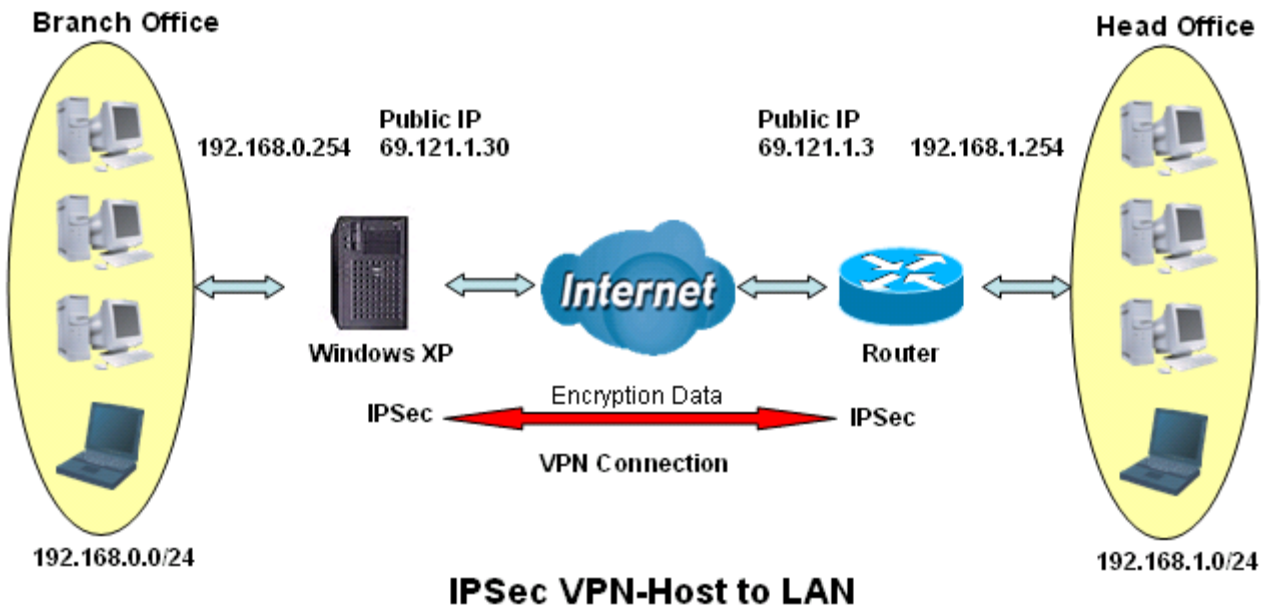 Branch Office
Head Office
Public IP
69.121.1.30
192.168.0.254
Public IP
69.121.1.3
192.168.1.254
Internet
Windows XP
Router
Encryption Data
IPSec
IPSec
VPN Connection
192.168.0.0/24
192.168.1.0/24
IPSec VPN-Host to LAN